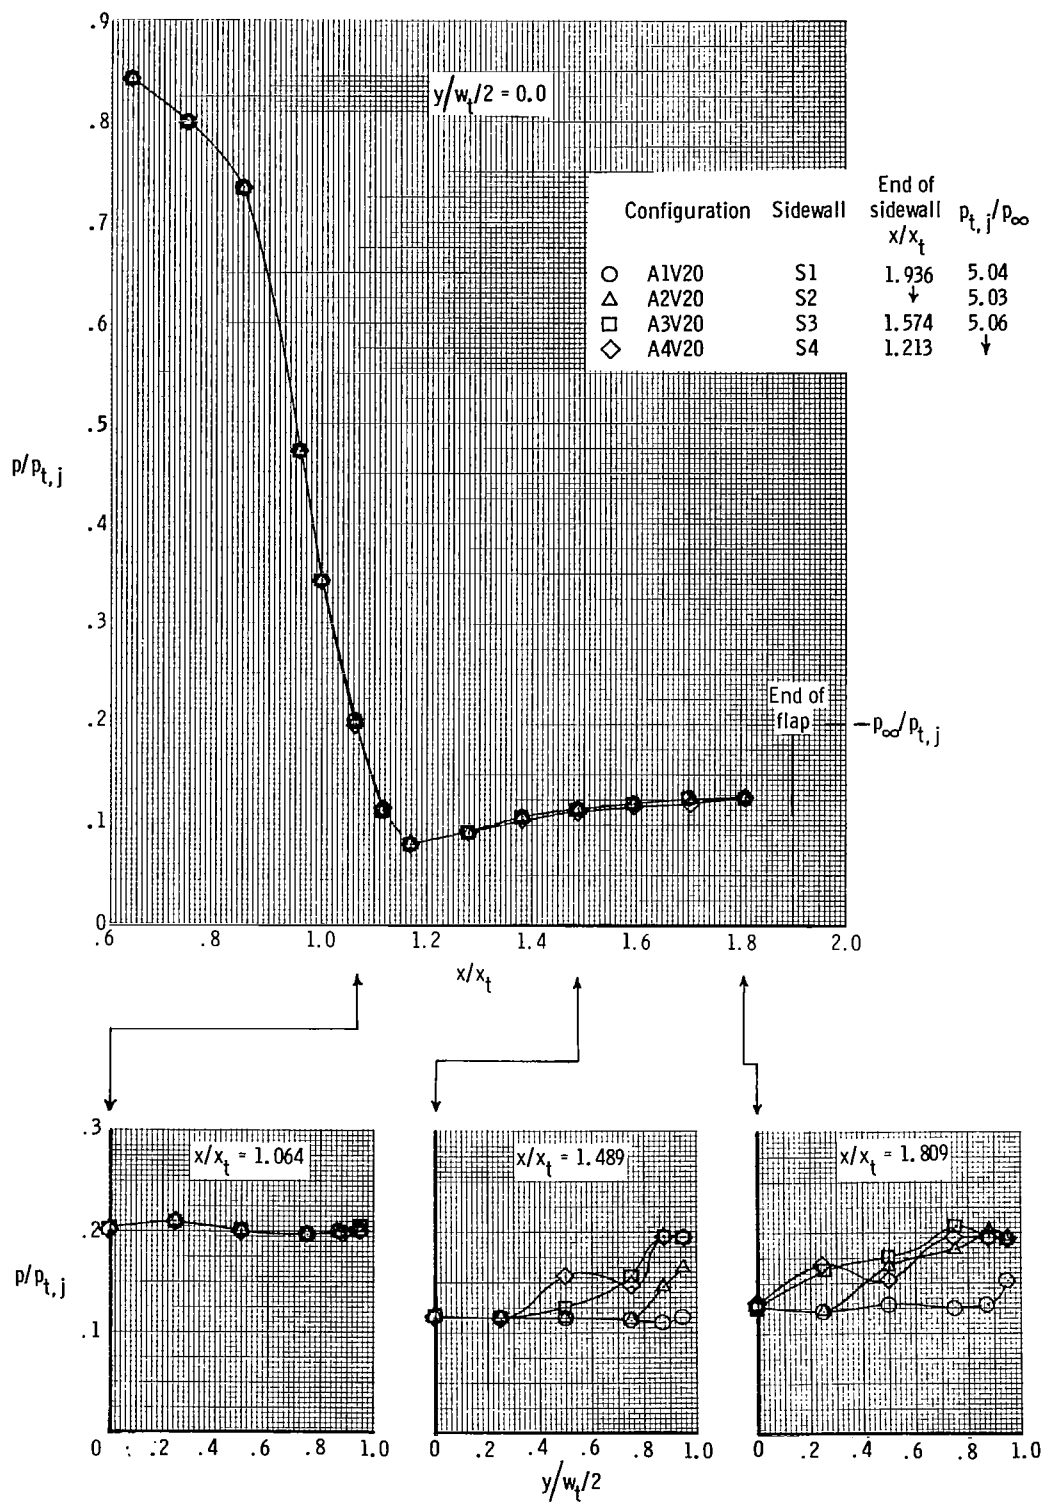 .9
y/w_t/2 = 0.0
.8
End of
Configuration Sidewall sidewall p_t,j/p_∞
x/x_t
.7
○ A1V20 S1 1.936 5.04
△ A2V20 S2 ↓ 5.03
□ A3V20 S3 1.574 5.06
◇ A4V20 S4 1.213 ↓
.6
.5
p/p_t,j
.4
.3
End of
flap
.2
p_∞/p_t,j
.1
0
.6 .8 1.0 1.2 1.4 1.6 1.8 2.0
x/x_t
.3
x/x_t = 1.064 x/x_t = 1.489 x/x_t = 1.809
.2
p/p_t,j
.1
0 .2 .4 .6 .8 1.0 0 .2 .4 .6 .8 1.0 0 .2 .4 .6 .8 1.0
y/w_t/2